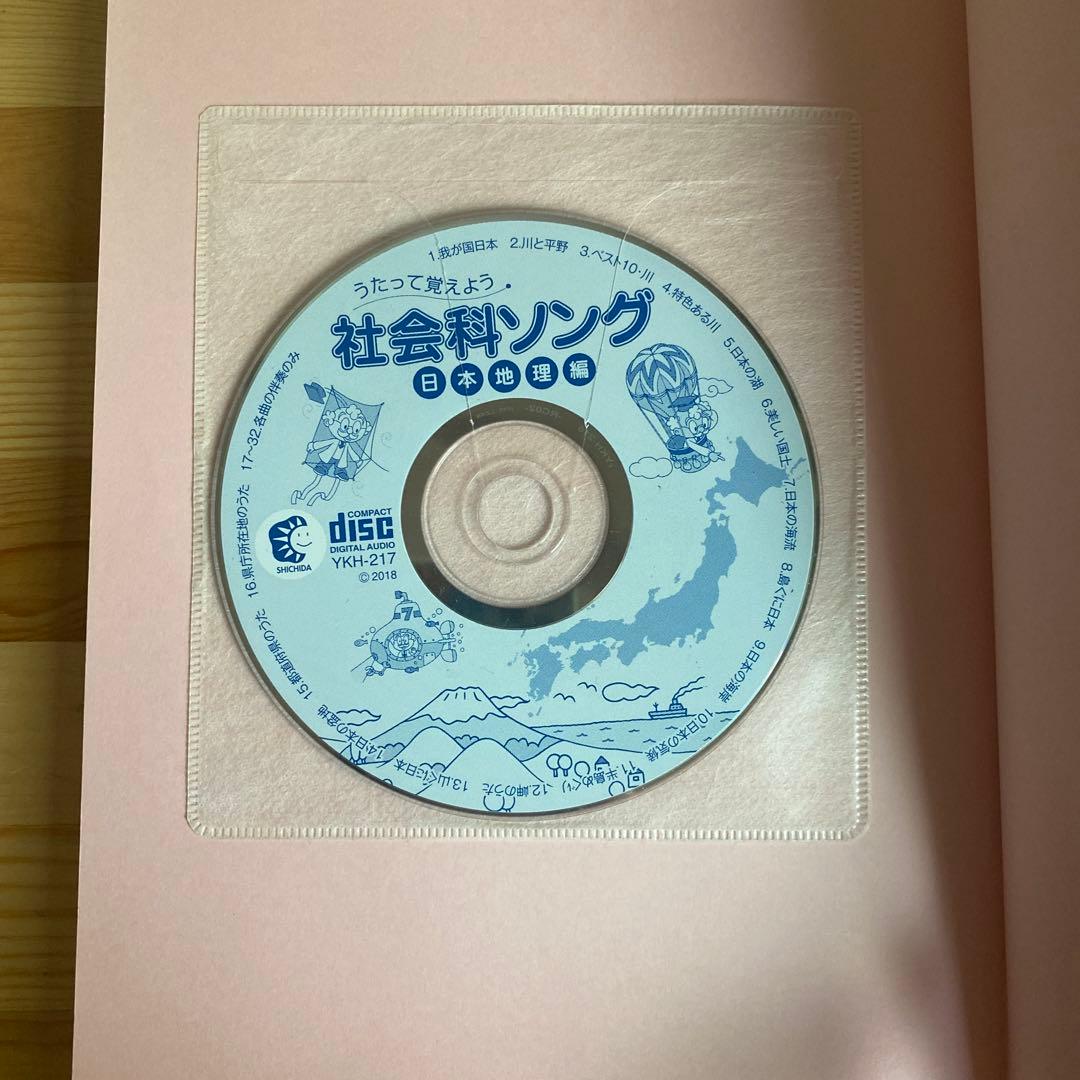 うたって覚えよう
社会科ソング
日本地理編
1.我が国日本 2.川と平野 3.ベスト10・川 4.特色ある川 5.日本の湖 6.美しい国土 7.日本の海流 8.島ぐに日本 9.日本の海岸 10.日本の気候 11.半島めぐり 12.岬のうた 13.山ぐに日本 14.日本の盆地 15.都道府県のうた 16.県庁所在地のうた 17~32.各曲の伴奏のみ
SHICHIDA
COMPACT
disc
DIGITAL AUDIO
YKH-217
©2018
7